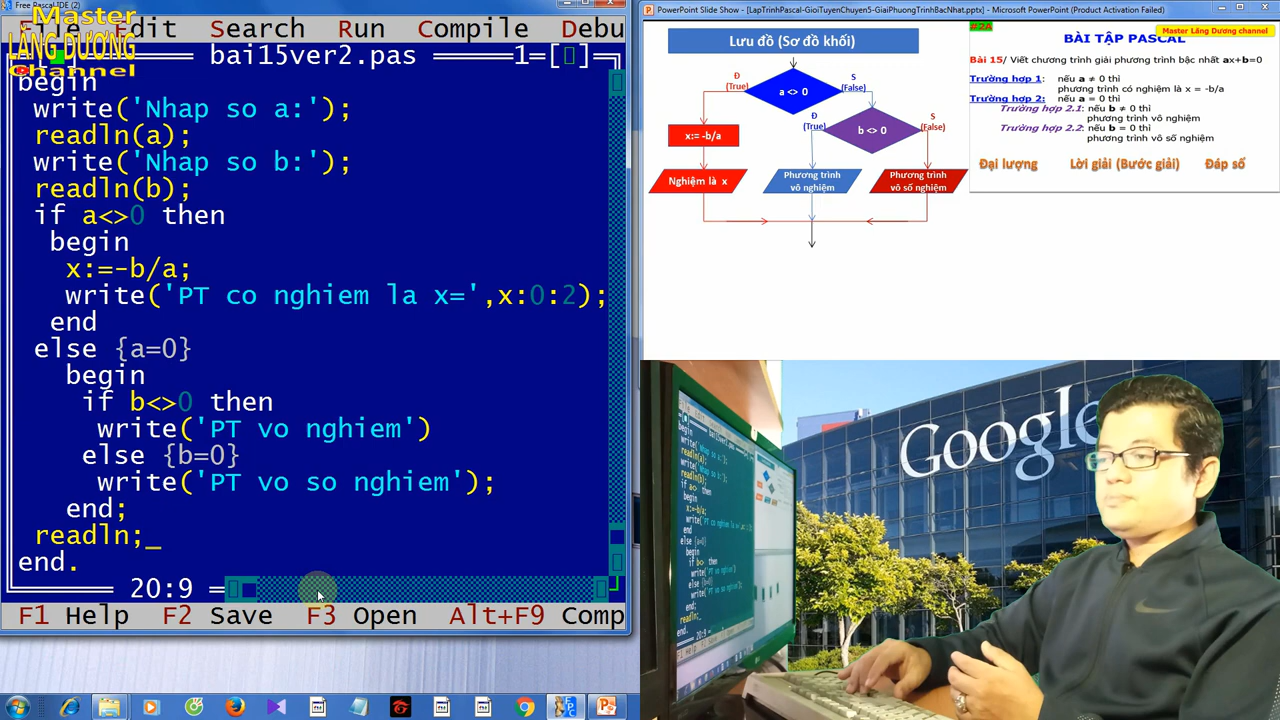 Free Pascal IDE (2)
File Edit Search Run Compile Debu
Master
LÃNG DƯƠNG
Channel
bai15ver2.pas 1=[ ]
begin
write('Nhap so a:');
readln(a);
write('Nhap so b:');
readln(b);
if a<>0 then
begin
x:=-b/a;
write('PT co nghiem la x=',x:0:2);
end
else {a=0}
begin
if b<>0 then
write('PT vo nghiem')
else {b=0}
write('PT vo so nghiem');
end;
readln;_
end.
20:9
F1 Help F2 Save F3 Open Alt+F9 Comp
PowerPoint Slide Show - [LapTrinhPascal-GioiTuyenChuyen5-GiaiPhuongTrinhBacNhat.pptx] - Microsoft PowerPoint (Product Activation Failed)
Lưu đồ (Sơ đồ khối)
Đ
(True)
a <> 0
S
(False)
x:= -b/a
Đ
(True)
b <> 0
S
(False)
Nghiệm là x
Phương trình
vô nghiệm
Phương trình
vô số nghiệm
#2A
Master Lãng Dương channel
BÀI TẬP PASCAL
Bài 15/ Viết chương trình giải phương trình bậc nhất ax+b=0
Trường hợp 1: nếu a ≠ 0 thì
phương trình có nghiệm là x = -b/a
Trường hợp 2: nếu a = 0 thì
Trường hợp 2.1: nếu b ≠ 0 thì
phương trình vô nghiệm
Trường hợp 2.2: nếu b = 0 thì
phương trình vô số nghiệm
Đại lượng Lời giải (Bước giải) Đáp số
Google